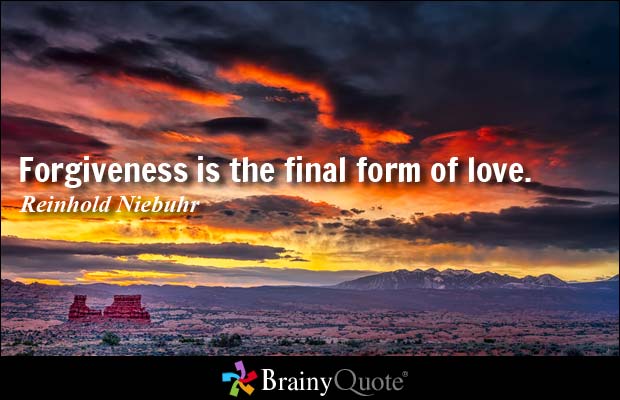 Forgiveness is the final form of love.
Reinhold Niebuhr
BrainyQuote®